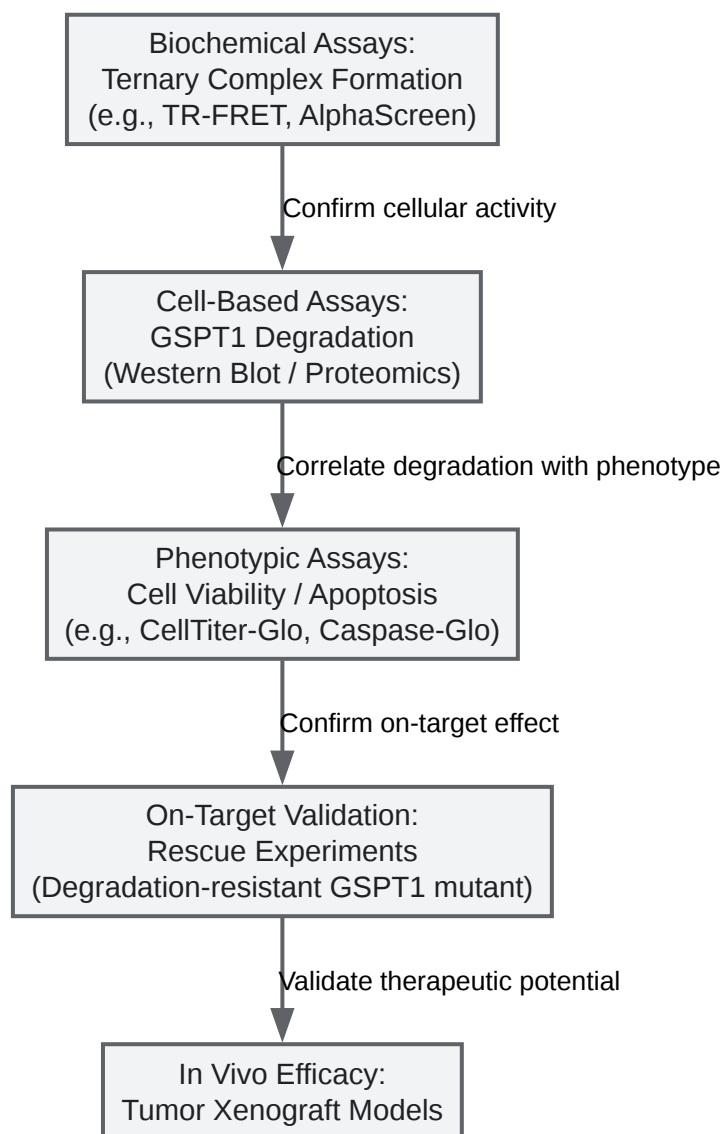 Biochemical Assays:
Ternary Complex Formation
(e.g., TR-FRET, AlphaScreen)
Confirm cellular activity
Cell-Based Assays:
GSPT1 Degradation
(Western Blot / Proteomics)
Correlate degradation with phenotype
Phenotypic Assays:
Cell Viability / Apoptosis
(e.g., CellTiter-Glo, Caspase-Glo)
Confirm on-target effect
On-Target Validation:
Rescue Experiments
(Degradation-resistant GSPT1 mutant)
Validate therapeutic potential
In Vivo Efficacy:
Tumor Xenograft Models